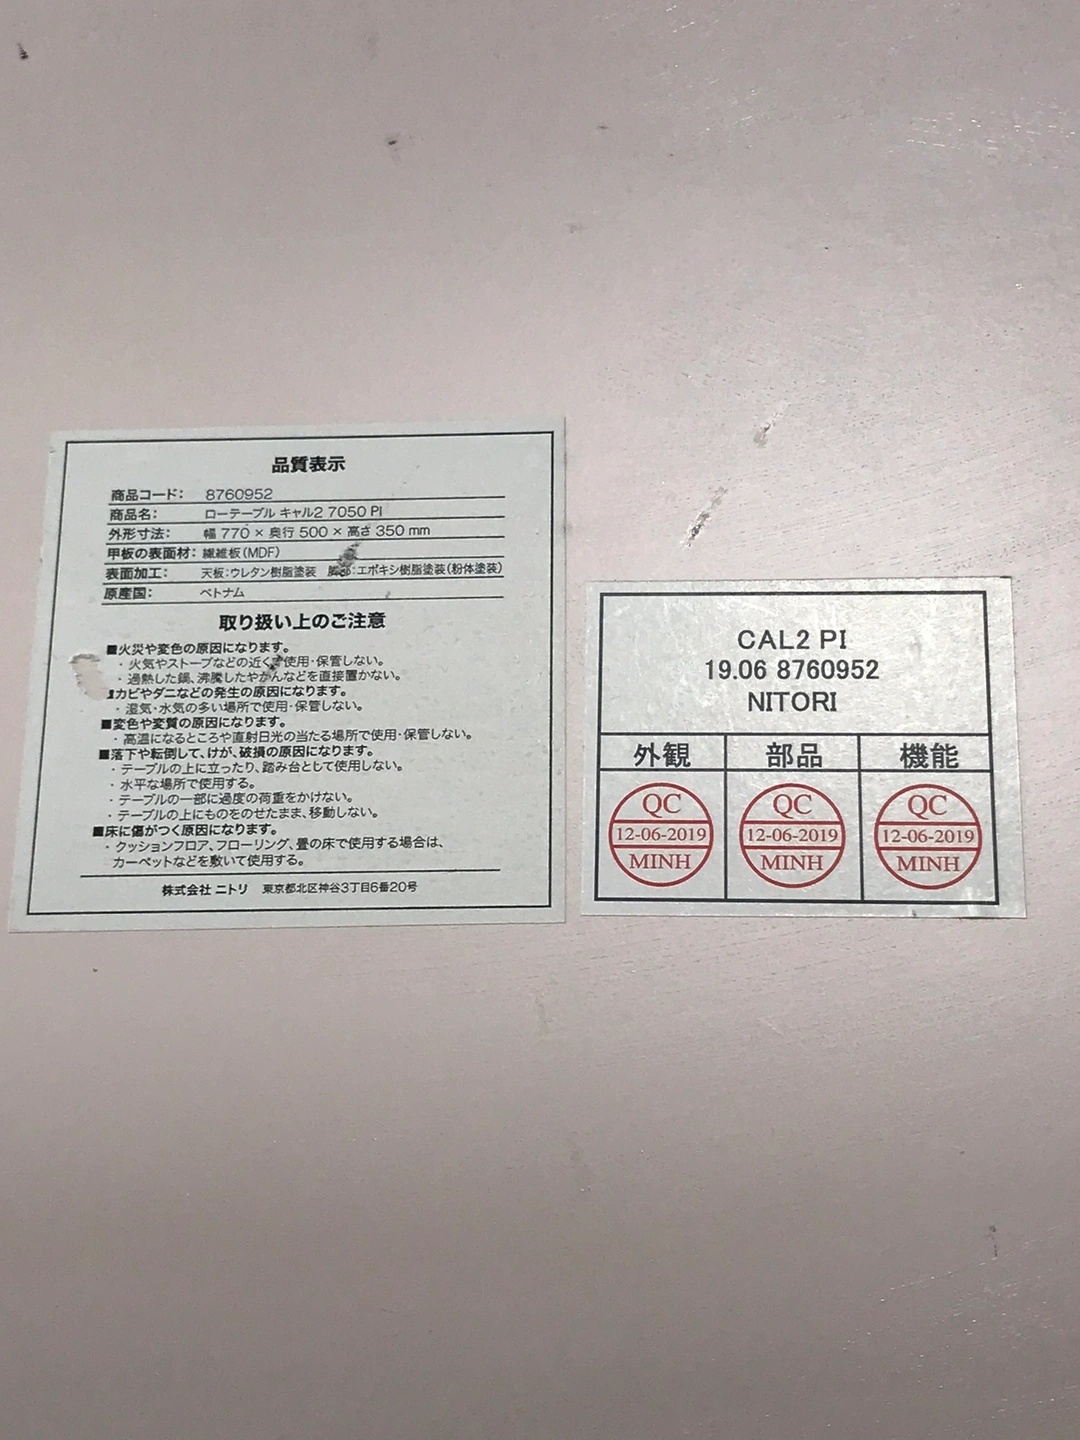 品質表示
商品コード: 8760952
商品名: ローテーブル キャル2 7050 PI
外形寸法: 幅 770 × 奥行 500 × 高さ 350 mm
甲板の表面材: 繊維板(MDF)
表面加工: 天板:ウレタン樹脂塗装 脚部:エポキシ樹脂塗装(粉体塗装)
原産国: ベトナム
取り扱い上のご注意
■火災や変色の原因になります。
・火気やストーブなどの近くで使用・保管しない。
・過熱した鍋、沸騰したやかんなどを直接置かない。
■カビやダニなどの発生の原因になります。
・湿気・水気の多い場所で使用・保管しない。
■変色や変質の原因になります。
・高温になるところや直射日光の当たる場所で使用・保管しない。
■落下や転倒して、けが、破損の原因になります。
・テーブルの上に立ったり、踏み台として使用しない。
・水平な場所で使用する。
・テーブルの一部に過度の荷重をかけない。
・テーブルの上にものをのせたまま、移動しない。
■床に傷がつく原因になります。
・クッションフロア、フローリング、畳の床で使用する場合は、
カーペットなどを敷いて使用する。
株式会社 ニトリ 東京都北区神谷3丁目6番20号
CAL2 PI
19.06 8760952
NITORI
外観 部品 機能
QC QC QC
12-06-2019 12-06-2019 12-06-2019
MINH MINH MINH